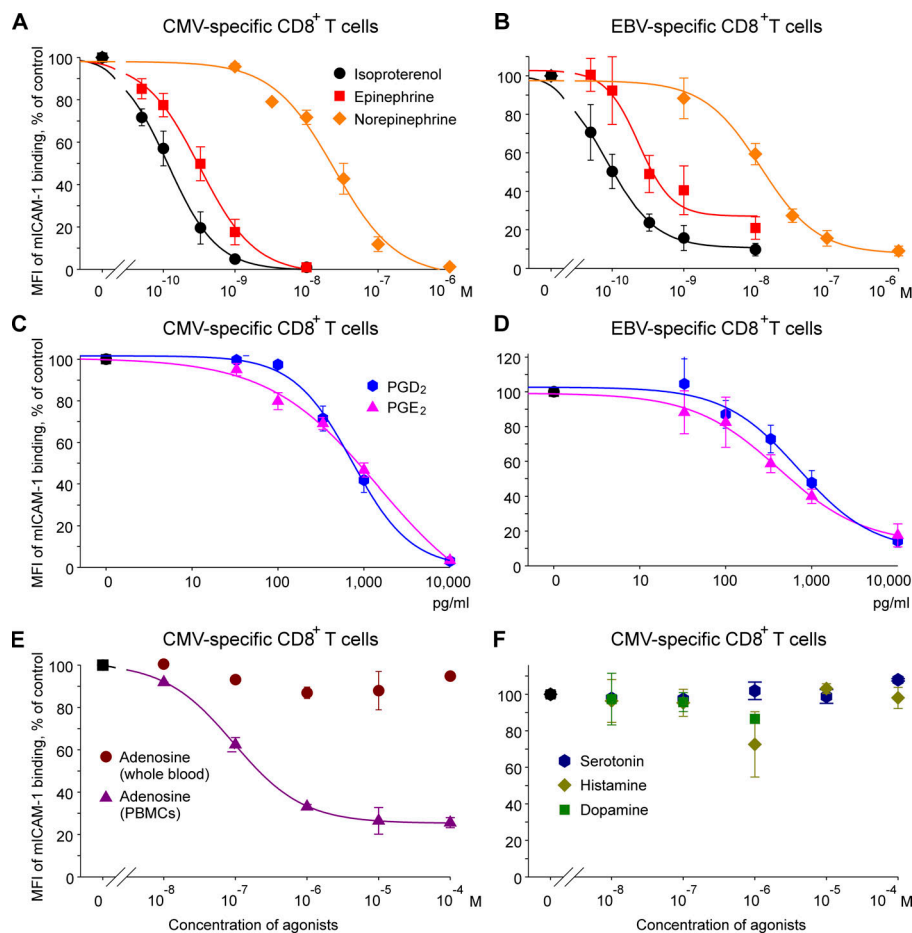 A
CMV-specific CD8+ T cells
MFI of mICAM-1 binding, % of control
100
80
60
40
20
0
Isoproterenol
Epinephrine
Norepinephrine
0 10-10 10-9 10-8 10-7 10-6 M
B
EBV-specific CD8+ T cells
120
100
80
60
40
20
0
0 10-10 10-9 10-8 10-7 10-6 M
C
CMV-specific CD8+ T cells
MFI of mICAM-1 binding, % of control
100
80
60
40
20
0
PGD2
PGE2
0 10 100 1,000 10,000
pg/ml
D
EBV-specific CD8+ T cells
120
100
80
60
40
20
0
0 10 100 1,000 10,000
pg/ml
E
CMV-specific CD8+ T cells
MFI of mICAM-1 binding, % of control
100
80
60
40
20
0
Adenosine
(whole blood)
Adenosine
(PBMCs)
0 10-8 10-7 10-6 10-5 10-4 M
Concentration of agonists
F
CMV-specific CD8+ T cells
100
80
60
40
20
0
Serotonin
Histamine
Dopamine
0 10-8 10-7 10-6 10-5 10-4 M
Concentration of agonists